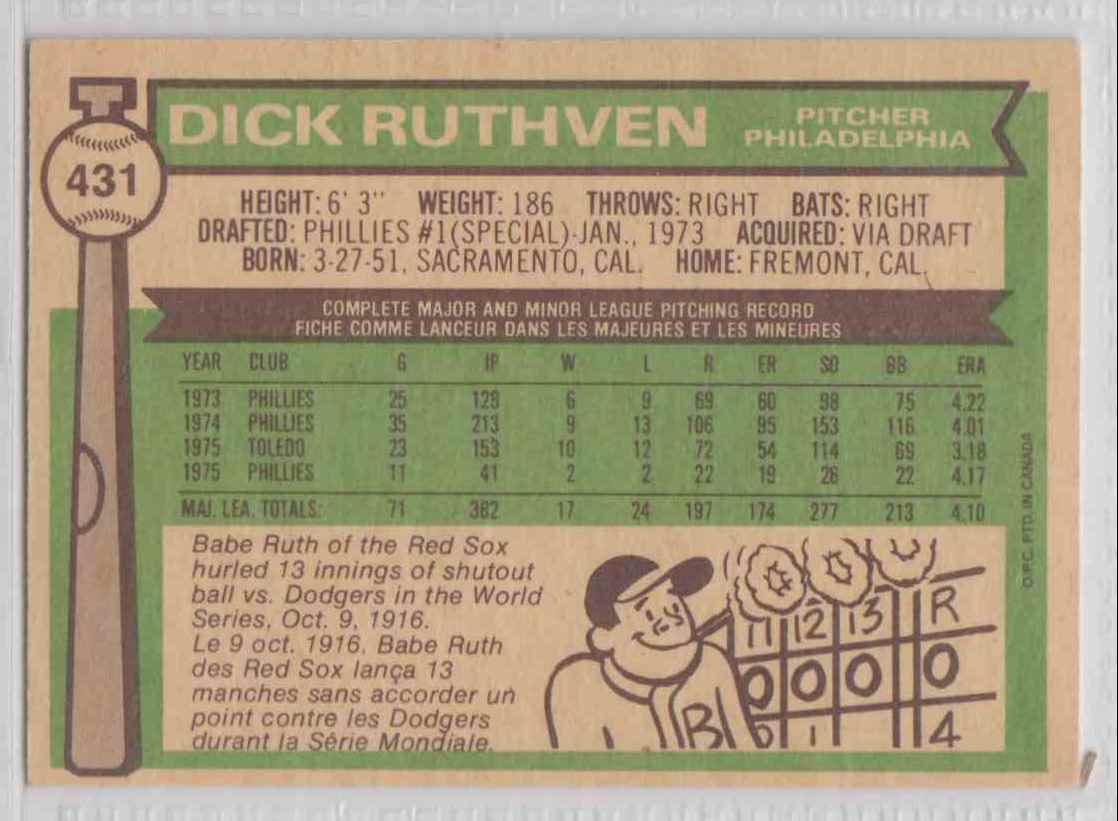 DICK RUTHVEN
PITCHER
PHILADELPHIA
431
HEIGHT: 6' 3" WEIGHT: 186 THROWS: RIGHT BATS: RIGHT
DRAFTED: PHILLIES #1(SPECIAL)-JAN., 1973 ACQUIRED: VIA DRAFT
BORN: 3-27-51, SACRAMENTO, CAL. HOME: FREMONT, CAL.
COMPLETE MAJOR AND MINOR LEAGUE PITCHING RECORD
FICHE COMME LANCEUR DANS LES MAJEURES ET LES MINEURES
YEAR CLUB G IP W L R ER SO BB ERA
1973 PHILLIES 25 128 6 9 69 60 98 75 4.22
1974 PHILLIES 35 213 9 13 106 95 153 116 4.01
1975 TOLEDO 23 153 10 12 72 54 114 69 3.18
1975 PHILLIES 11 41 2 2 22 19 26 22 4.17
MAJ. LEA. TOTALS: 71 382 17 24 197 174 277 213 4.10
O.P.C. PTD. IN CANADA
Babe Ruth of the Red Sox
hurled 13 innings of shutout
ball vs. Dodgers in the World
Series, Oct. 9, 1916.
Le 9 oct. 1916, Babe Ruth
des Red Sox lança 13
manches sans accorder un
point contre les Dodgers
durant la Série Mondiale.
11 12 13 R
0 0 0 0
B 0 1 4